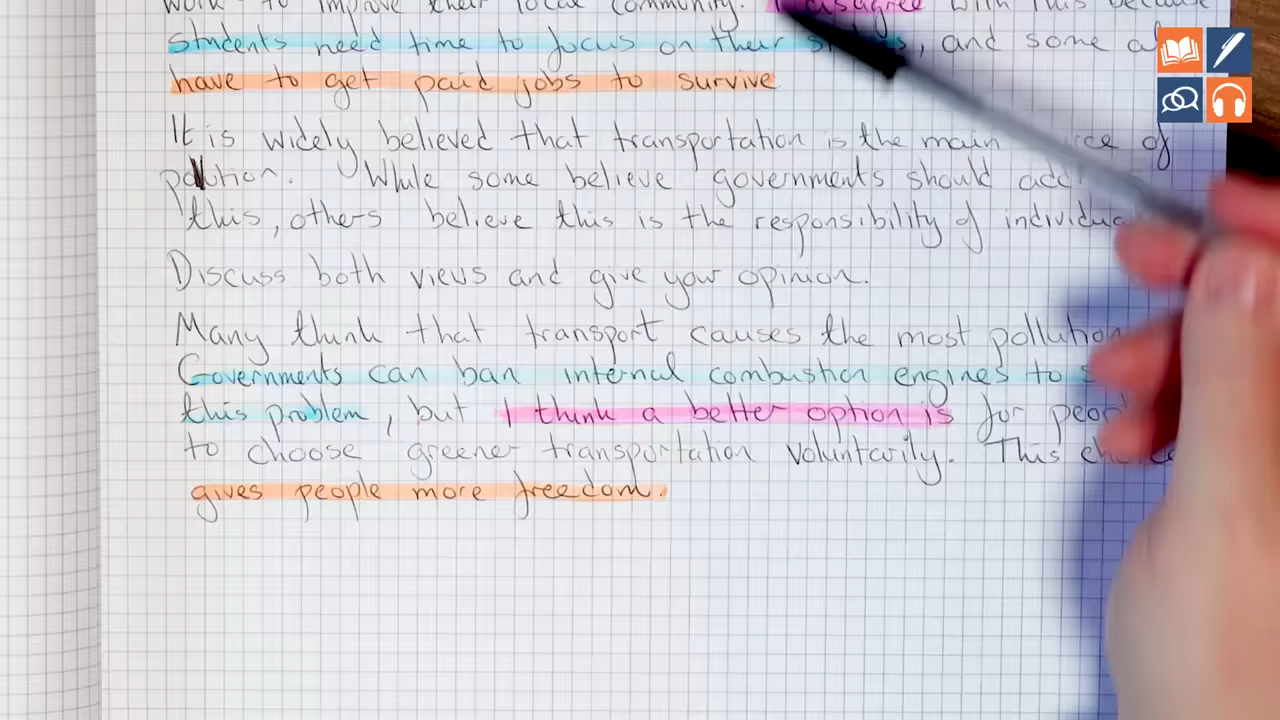 work - to improve their local community. I disagree with this because
students need time to focus on their, and some
have to get paid jobs to survive
It is widely believed that transportation is the main of
pollution. While some believe governments should
this, others believe this is the responsibility of
Discuss both views and give your opinion.
Many think that transport causes the most pollution
Governments can ban internal combustion engines to
this problem, but I think a better option is for
to choose greener transportation voluntarily. This
gives people more freedom.